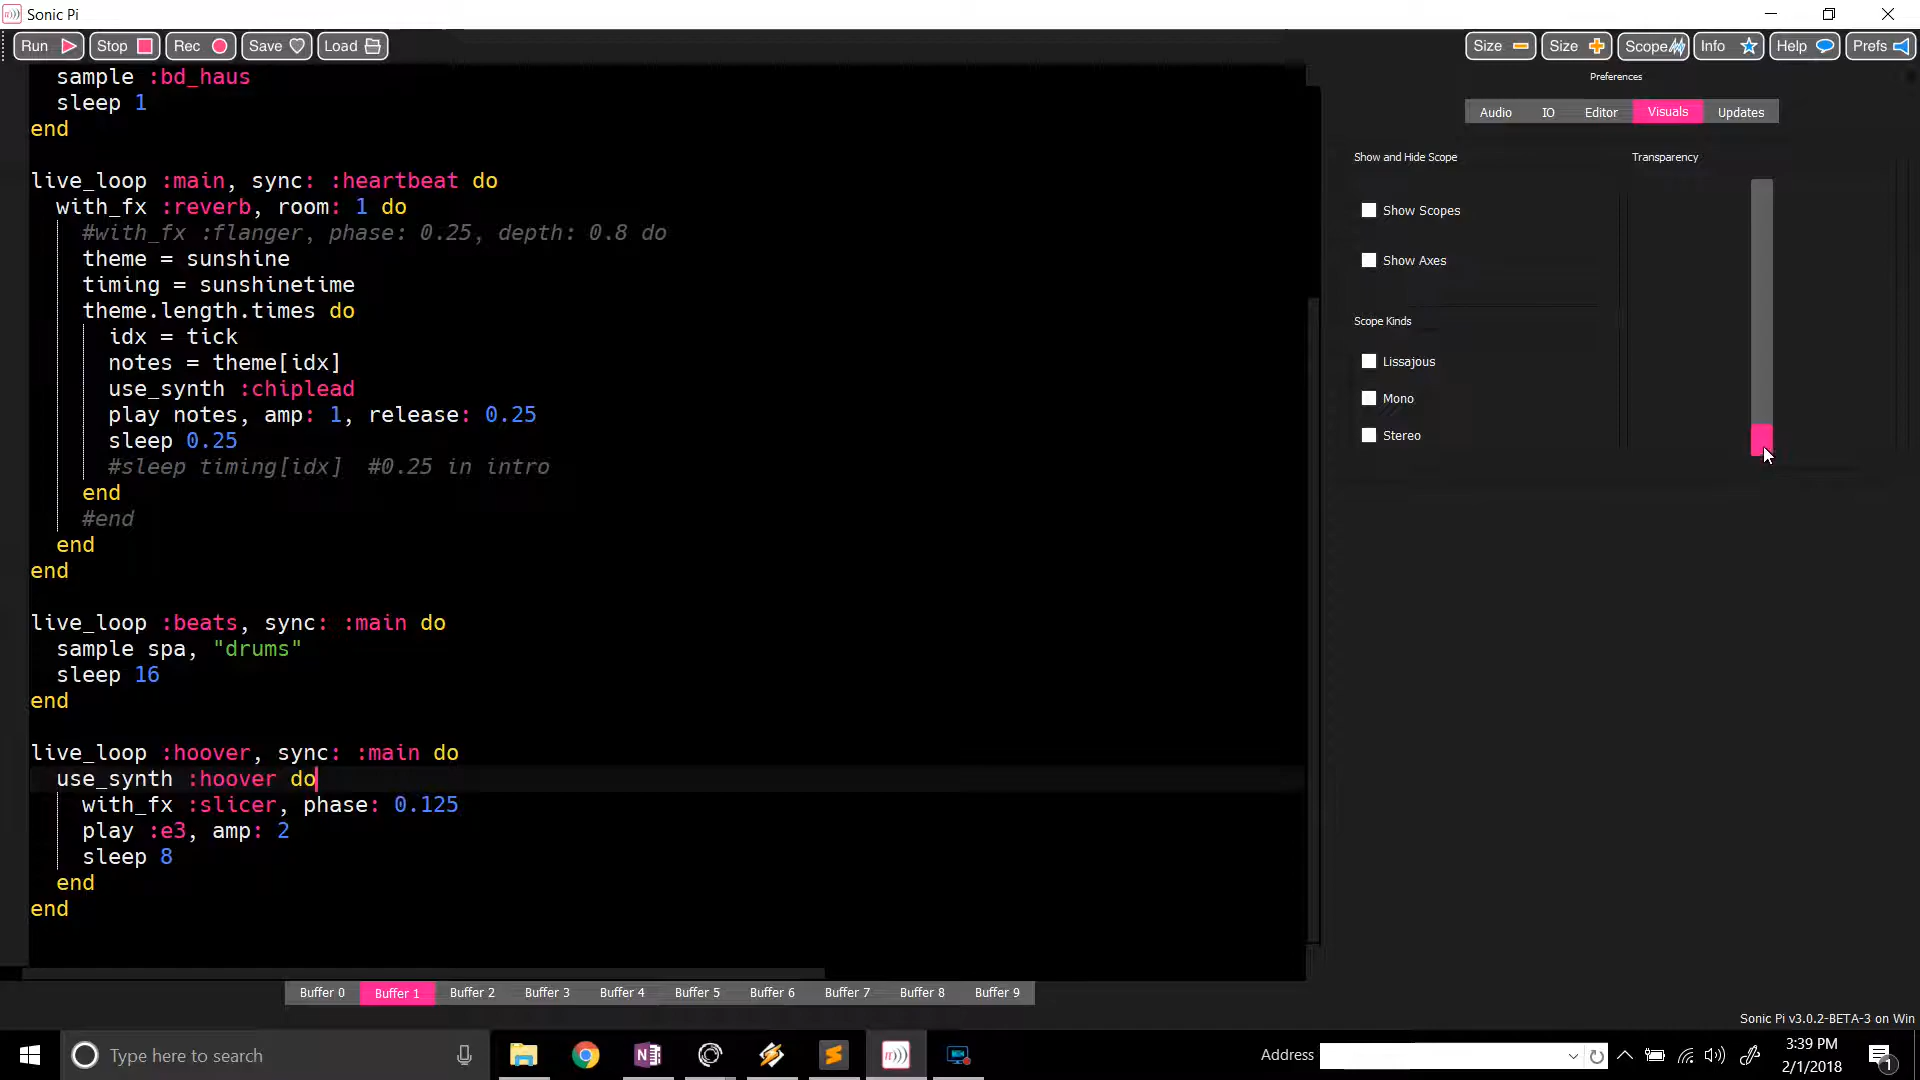 Sonic Pi
Run Stop Rec Save Load Size Size Scope Info Help Prefs
sample :bd_haus
sleep 1
end
live_loop :main, sync: :heartbeat do
with_fx :reverb, room: 1 do
#with_fx :flanger, phase: 0.25, depth: 0.8 do
theme = sunshine
timing = sunshinetime
theme.length.times do
idx = tick
notes = theme[idx]
use_synth :chiplead
play notes, amp: 1, release: 0.25
sleep 0.25
#sleep timing[idx]  #0.25 in intro
end
#end
end
end
live_loop :beats, sync: :main do
sample spa, "drums"
sleep 16
end
live_loop :hoover, sync: :main do
use_synth :hoover do
with_fx :slicer, phase: 0.125
play :e3, amp: 2
sleep 8
end
end
Preferences
Audio IO Editor Visuals Updates
Show and Hide Scope
Show Scopes
Show Axes
Scope Kinds
Lissajous
Mono
Stereo
Transparency
Buffer 0 Buffer 1 Buffer 2 Buffer 3 Buffer 4 Buffer 5 Buffer 6 Buffer 7 Buffer 8 Buffer 9
Sonic Pi v3.0.2-BETA-3 on Win
Type here to search
Address
3:39 PM
2/1/2018
1